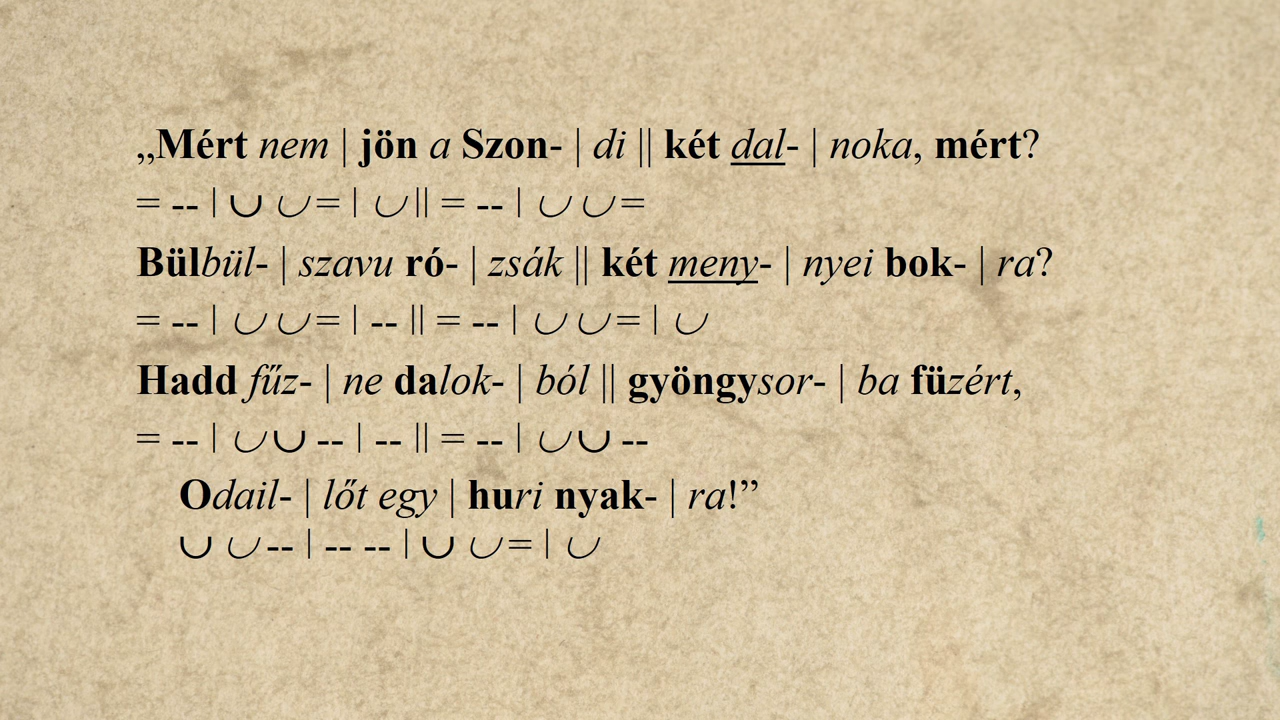 „Mért nem | jön a Szon- | di || két dal- | noka, mért?
= -- | ∪ ∪ = | ∪ || = -- | ∪ ∪ =
Bülbül- | szavu ró- | zsák || két meny- | nyei bok- | ra?
= -- | ∪ ∪ = | -- || = -- | ∪ ∪ = | ∪
Hadd fűz- | ne dalok- | ból || gyöngysor- | ba füzért,
= -- | ∪ ∪ -- | -- || = -- | ∪ ∪ --
Odail- | lőt egy | huri nyak- | ra!”
∪ ∪ -- | -- -- | ∪ ∪ = | ∪